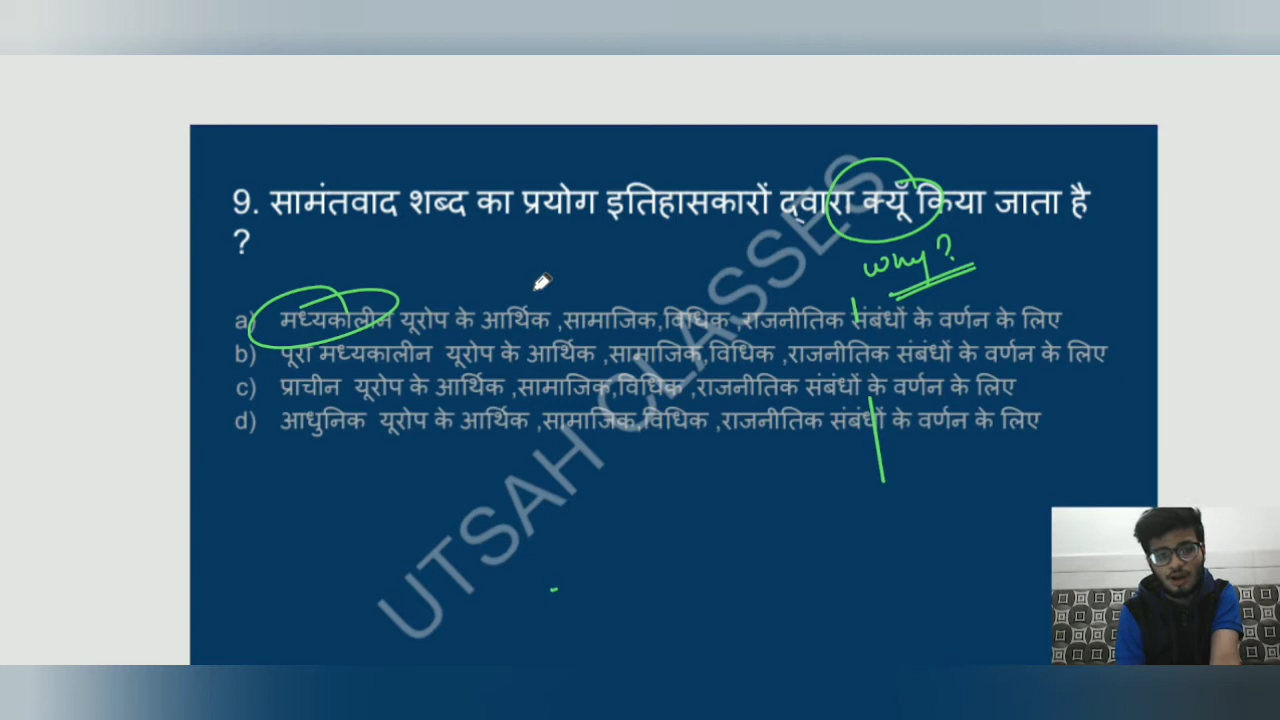 9. सामंतवाद शब्द का प्रयोग इतिहासकारों द्वारा क्यूँ किया जाता है
?
why?
a) मध्यकालीन यूरोप के आर्थिक ,सामाजिक,विधिक ,राजनीतिक संबंधों के वर्णन के लिए
b) पूरा मध्यकालीन यूरोप के आर्थिक ,सामाजिक,विधिक ,राजनीतिक संबंधों के वर्णन के लिए
c) प्राचीन यूरोप के आर्थिक ,सामाजिक,विधिक ,राजनीतिक संबंधों के वर्णन के लिए
d) आधुनिक यूरोप के आर्थिक ,सामाजिक,विधिक ,राजनीतिक संबंधों के वर्णन के लिए
UTSAH CLASSES